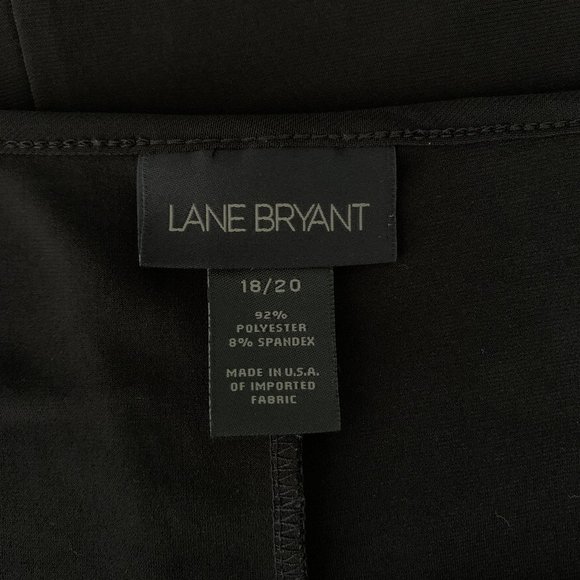 LANE BRYANT
18/20
92%
POLYESTER
8% SPANDEX
MADE IN U.S.A.
OF IMPORTED
FABRIC